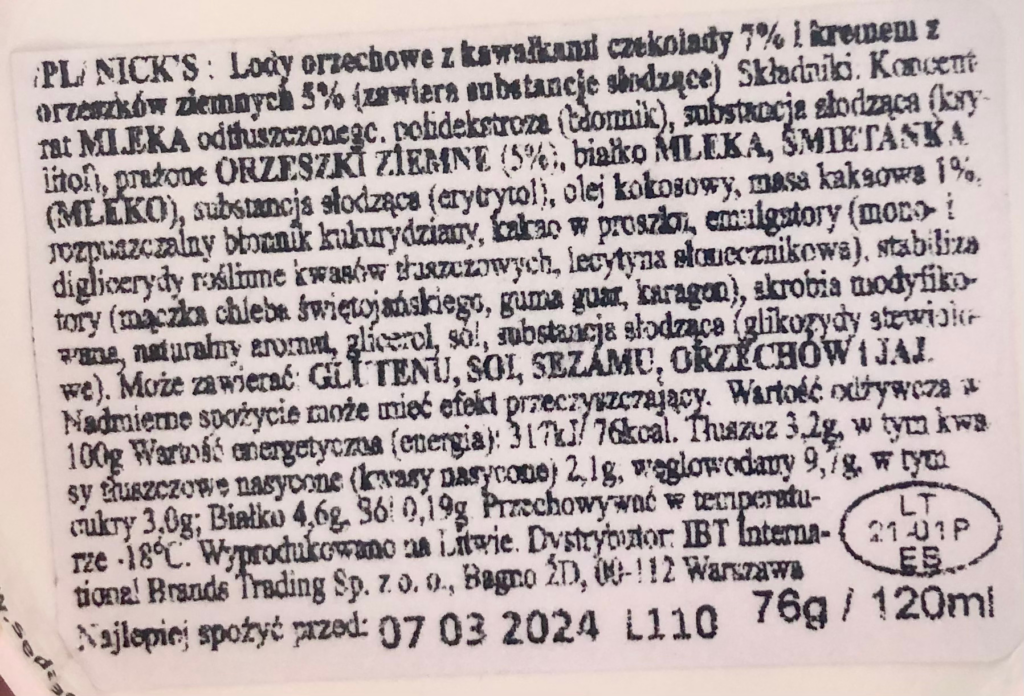 /PL/ NICK'S : Lody orzechowe z kawałkami czekolady 7% i kremem z
orzeszków ziemnych 5% (zawiera substancje słodzące) Składniki: Koncent-
rat MLEKA odtłuszczonego, polidekstroza (błonnik), substancja słodząca (ksy-
litol), prażone ORZESZKI ZIEMNE (5%), białko MLEKA, ŚMIETANKA
(MLEKO), substancja słodząca (erytrytol), olej kokosowy, masa kakaowa 1%,
rozpuszczalny błonnik kukurydziany, kakao w proszku, emulgatory (mono- i
diglicerydy roślinne kwasów tłuszczowych, lecytyna słonecznikowa), stabiliza
tory (mączka chleba świętojańskiego, guma guar, karagen), skrobia modyfiko-
wana, naturalny aromat, glicerol, sól, substancja słodząca (glikozydy stewiolo-
we). Może zawierać: GLUTENU, SOI, SEZAMU, ORZECHÓW i JAJ.
Nadmierne spożycie może mieć efekt przeczyszczający. Wartość odżywcza w
100g Wartość energetyczna (energia): 317kJ/ 76kcal. Tłuszcz 3,2g, w tym kwa
sy tłuszczowe nasycone (kwasy nasycone) 2,1g, węglowodany 9,7g, w tym
cukry 3,0g; Białko 4,6g, Sól 0,19g Przechowywać w temperatu-
rze -18°C. Wyprodukowano na Litwie. Dystrybutor: IBT Interna-
tional Brands Trading Sp. z o. o., Bagno 2D, 00-112 Warszawa
LT
21-01P
EB
76g / 120ml
Najlepiej spożyć przed: 07 03 2024 L110